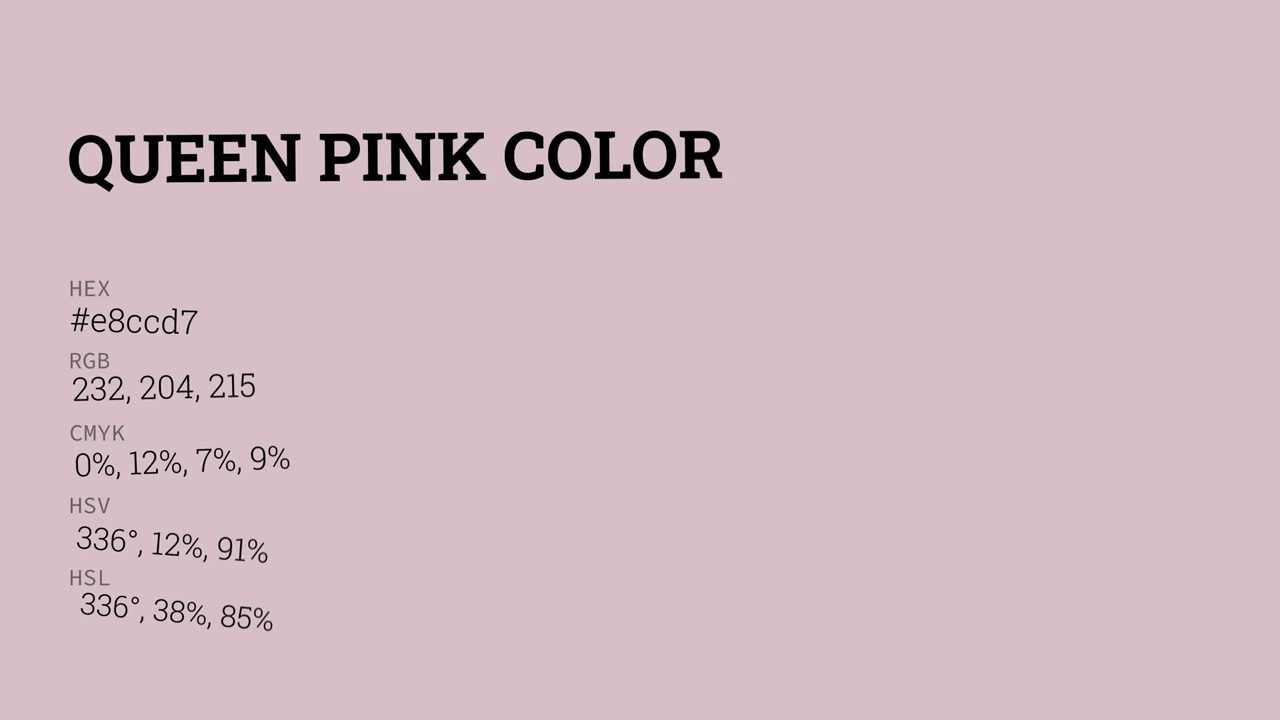 QUEEN PINK COLOR
HEX
#e8ccd7
RGB
232, 204, 215
CMYK
0%, 12%, 7%, 9%
HSV
336°, 12%, 91%
HSL
336°, 38%, 85%